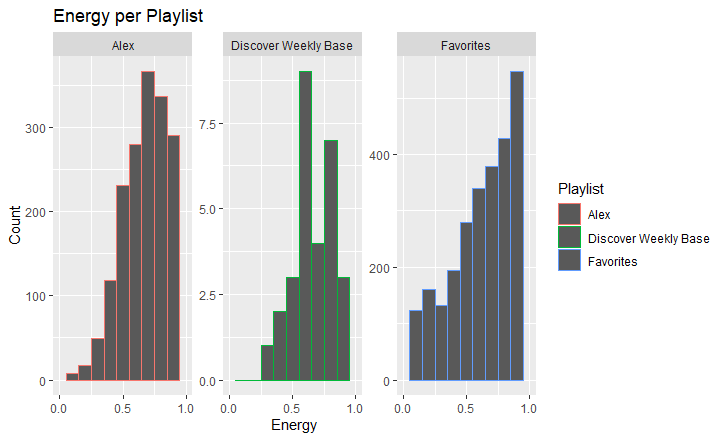 Energy per Playlist
Alex
Discover Weekly Base
Favorites
Count
300
200
100
0
7.5
5.0
2.5
0.0
400
200
0
0.0 0.5 1.0
0.0 0.5 1.0
0.0 0.5 1.0
Energy
Playlist
Alex
Discover Weekly Base
Favorites